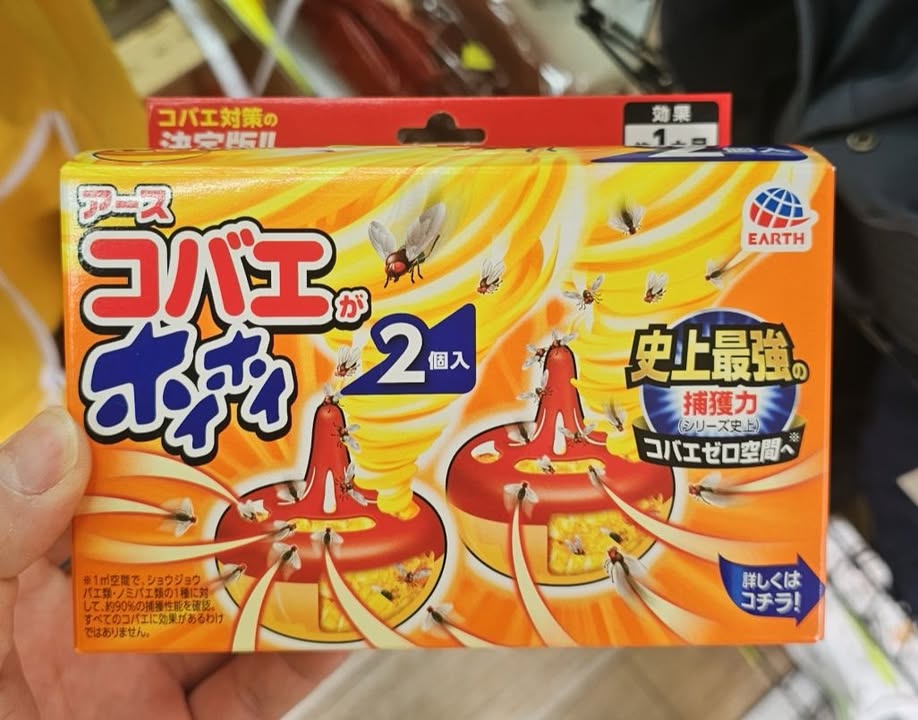 コバエ対策の
決定版!!
効果
2個入
アース
コバエが
ホイホイ
2個入
EARTH
史上最強の
捕獲力
(シリーズ史上)
コバエゼロ空間へ※
※1㎥空間で、ショウジョウ
バエ類・ノミバエ類の1種に対
して、約90%の捕獲性能を確認。
すべてのコバエに効果があるわけ
ではありません。
詳しくは
コチラ!